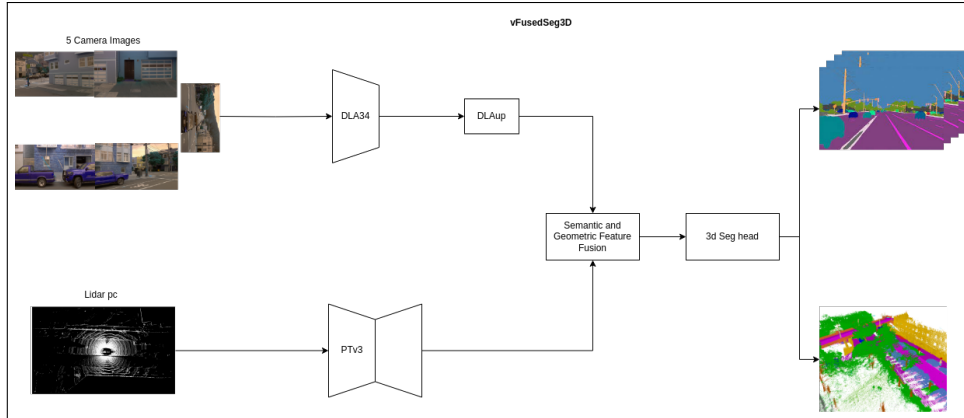 vFusedSeg3D
5 Camera Images
DLA34
DLAup
Semantic and
Geometric Feature
Fusion
3d Seg head
Lidar pc
PTv3